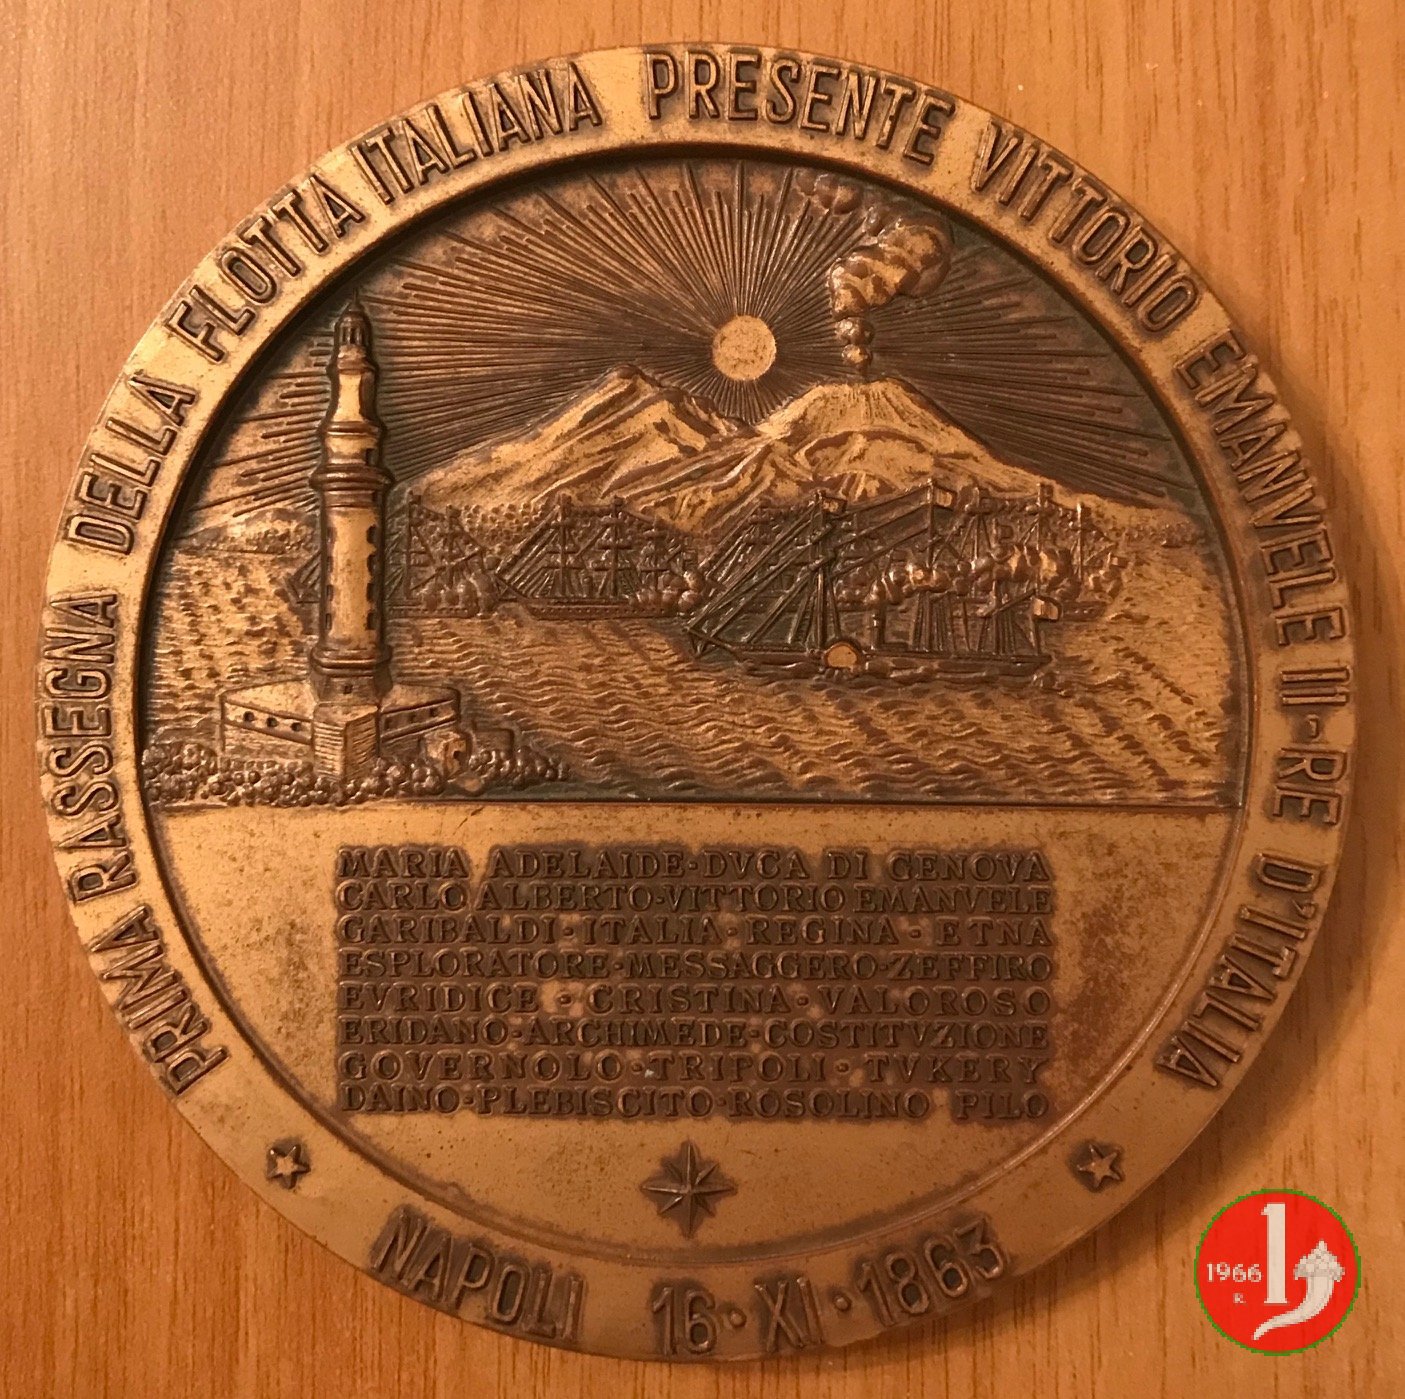 PRIMA RASSEGNA DELLA FLOTTA ITALIANA PRESENTE VITTORIO EMANVELE II-RE D'ITALIA
MARIA ADELAIDE·DVCA DI GENOVA
CARLO ALBERTO·VITTORIO EMANVELE
GARIBALDI·ITALIA·REGINA·ETNA
ESPLORATORE·MESSAGGERO·ZEFFIRO
EVRIDICE·CRISTINA·VALOROSO
ERIDANO·ARCHIMEDE·COSTITVZIONE
GOVERNOLO·TRIPOLI·TVKERY
DAINO·PLEBISCITO·ROSOLINO PILO
NAPOLI 16·XI·1863
1966 1
R.